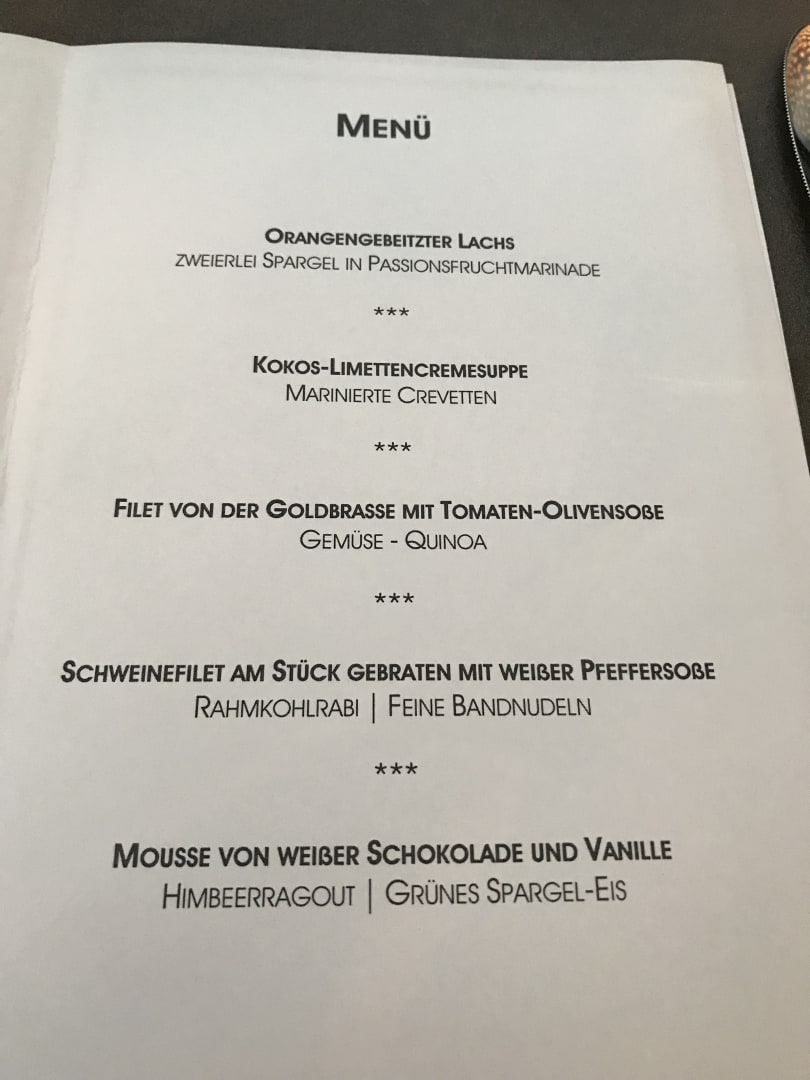 Menü
Orangengebeitzter Lachs
zweierlei Spargel in Passionsfruchtmarinade
***
Kokos-Limettencremesuppe
Marinierte Crevetten
***
Filet von der Goldbrasse mit Tomaten-Olivensoße
Gemüse - Quinoa
***
Schweinefilet am Stück gebraten mit weißer Pfeffersoße
Rahmkohlrabi | Feine Bandnudeln
***
Mousse von weißer Schokolade und Vanille
Himbeerragout | Grünes Spargel-Eis